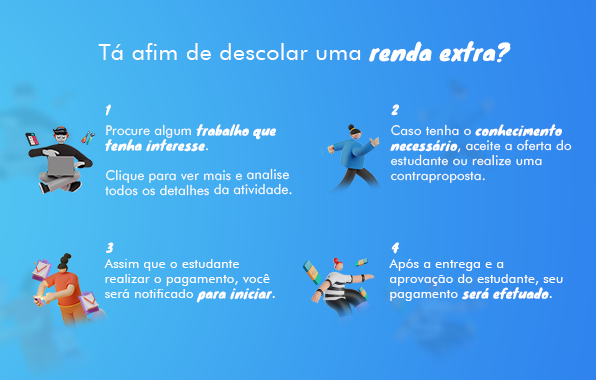 Tá afim de descolar uma renda extra?
1
Procure algum trabalho que
tenha interesse.
Clique para ver mais e analise
todos os detalhes da atividade.
2
Caso tenha o conhecimento
necessário, aceite a oferta do
estudante ou realize uma
contraproposta.
3
Assim que o estudante
realizar o pagamento, você
será notificado para iniciar.
4
Após a entrega e a
aprovação do estudante, seu
pagamento será efetuado.